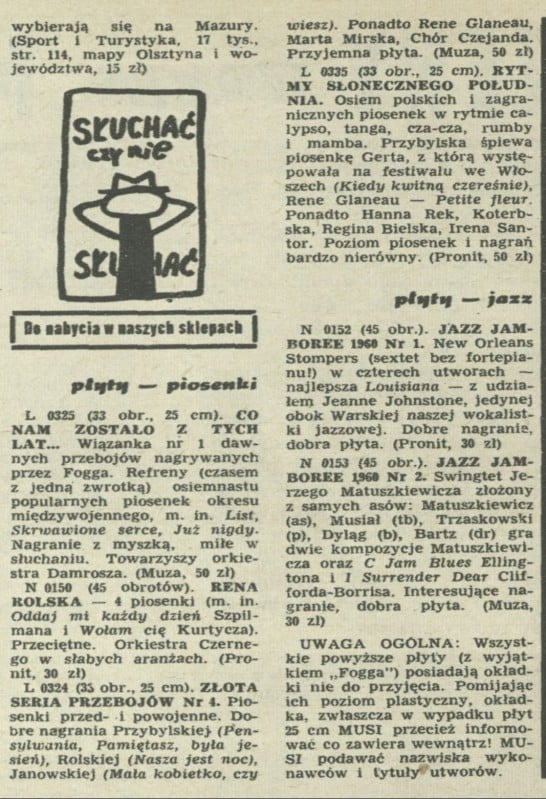 wybierają się na Mazury.
(Sport i Turystyka, 17 tys.,
str. 114, mapy Olsztyna i wo-
jewództwa, 15 zł)
SŁUCHAĆ
czy nie
SŁUCHAĆ
Do nabycia w naszych sklepach
płyty — piosenki
L 0325 (33 obr., 25 cm). CO
NAM ZOSTAŁO Z TYCH
LAT... Wiązanka nr 1 daw-
nych przebojów nagrywanych
przez Fogga. Refreny (czasem
z jedną zwrotką) osiemnastu
popularnych piosenek okresu
międzywojennego, m. in. List,
Skrwawione serce, Już nigdy.
Nagranie z myszką, miłe w
słuchaniu. Towarzyszy orkie-
stra Damrosza. (Muza, 50 zł)
N 0150 (45 obrotów). RENA
ROLSKA — 4 piosenki (m. in.
Oddaj mi każdy dzień Szpil-
mana i Wołam cię Kurtycza).
Przeciętne. Orkiestra Czerne-
go w słabych aranżach. (Pro-
nit, 30 zł)
L 0324 (33 obr., 25 cm). ZŁOTA
SERIA PRZEBOJÓW Nr 4. Pio-
senki przed- i powojenne. Do-
bre nagrania Przybylskiej (Pen-
sylwania, Pamiętasz, była je-
sień), Rolskiej (Nasza jest noc),
Janowskiej (Mała kobietko, czy
wiesz). Ponadto Rene Glaneau,
Marta Mirska, Chór Czejanda.
Przyjemna płyta. (Muza, 50 zł)
L 0335 (33 obr., 25 cm). RYT-
MY SŁONECZNEGO POŁUD-
NIA. Osiem polskich i zagra-
nicznych piosenek w rytmie ca-
lypso, tanga, cza-cza, rumby
i mamba. Przybylska śpiewa
piosenkę Gerta, z którą wystę-
powała na festiwalu we Wło-
szech (Kiedy kwitną czereśnie),
Rene Glaneau — Petite fleur.
Ponadto Hanna Rek, Koterb-
ska, Regina Bielska, Irena San-
tor. Poziom piosenek i nagrań
bardzo nierówny. (Pronit, 50 zł)
płyty — jazz
N 0152 (45 obr.). JAZZ JAM-
BOREE 1960 Nr 1. New Orleans
Stompers (sextet bez fortepia-
nu!) w czterech utworach —
najlepsza Louisiana — z udzia-
łem Jeanne Johnstone, jedynej
obok Warskiej naszej wokalist-
ki jazzowej. Dobre nagranie,
dobra płyta. (Pronit, 30 zł)
N 0153 (45 obr.). JAZZ JAM-
BOREE 1960 Nr 2. Swingtet Je-
rzego Matuszkiewicza złożony
z samych asów: Matuszkiewicz
(as), Musiał (tb), Trzaskowski
(p), Dyląg (b), Bartz (dr) gra
dwie kompozycje Matuszkiewi-
cza oraz C Jam Blues Elling-
tona i I Surrender Dear Clif-
forda-Borrisa. Interesujące na-
granie, dobra płyta. (Muza,
30 zł)
UWAGA OGÓLNA: Wszyst-
kie powyższe płyty (z wyjąt-
kiem „Fogga”) posiadają okład-
ki nie do przyjęcia. Pomijając
ich poziom plastyczny, okład-
ka, zwłaszcza w wypadku płyt
25 cm MUSI przecież informo-
wać co zawiera wewnątrz! MU-
SI podawać nazwiska wyko-
nawców i tytuły utworów.